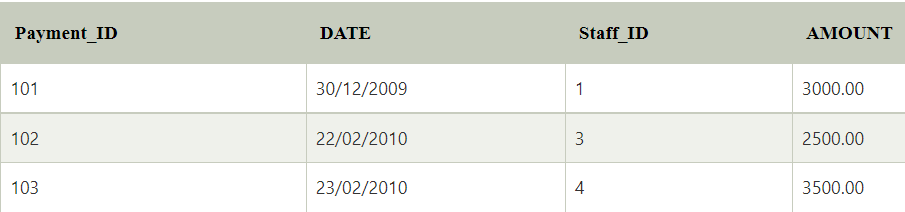 Payment_ID DATE Staff_ID AMOUNT
101 30/12/2009 1 3000.00
102 22/02/2010 3 2500.00
103 23/02/2010 4 3500.00